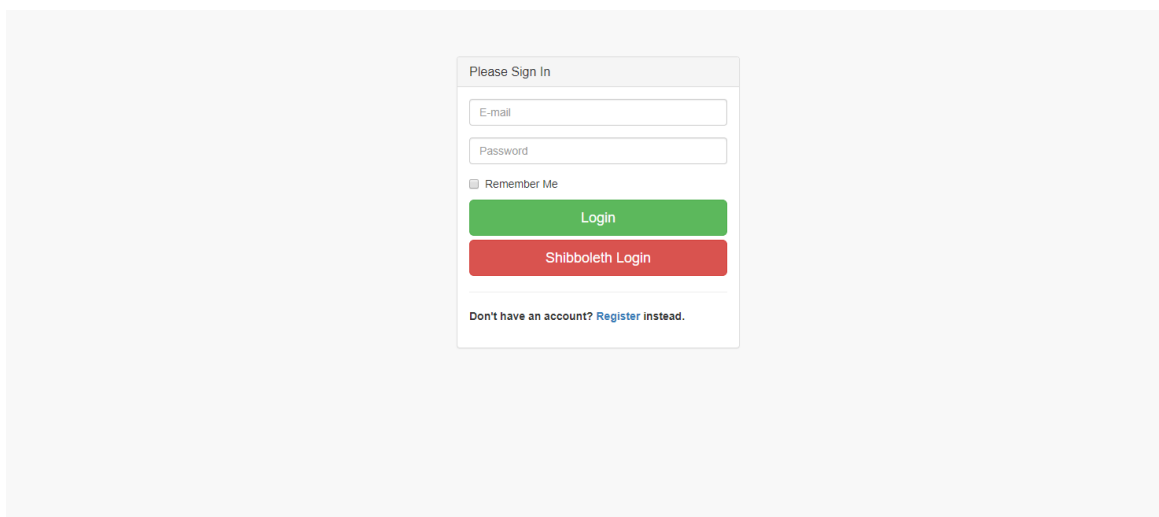 Please Sign In
E-mail
Password
Remember Me
Login
Shibboleth Login
Don't have an account? Register instead.